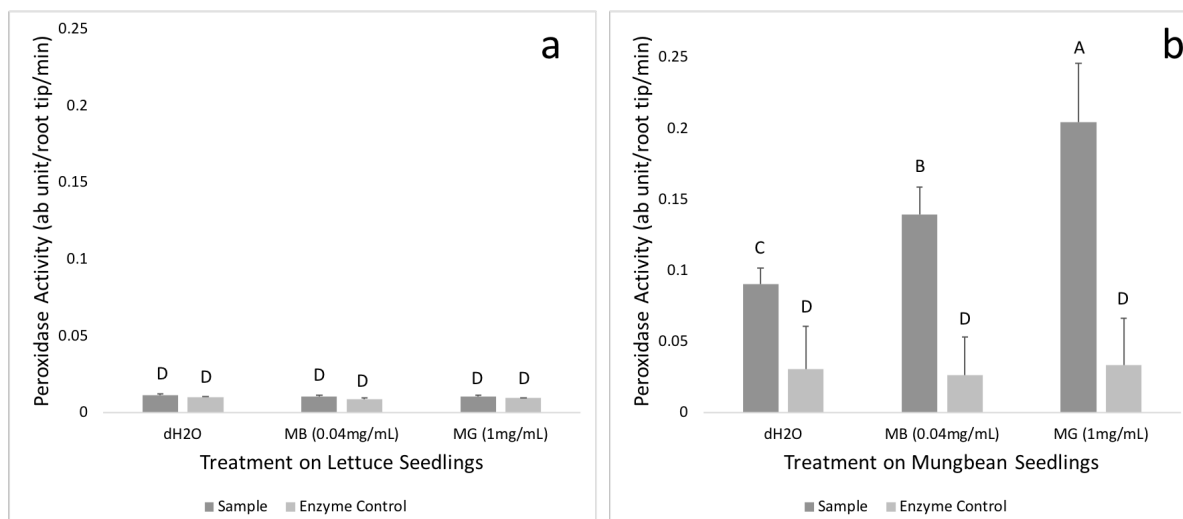 a
Peroxidase Activity (ab unit/root tip/min)
0.25
0.2
0.15
0.1
0.05
0
D D D D D D
dH2O MB (0.04mg/mL) MG (1mg/mL)
Treatment on Lettuce Seedlings
Sample Enzyme Control
b
Peroxidase Activity (ab unit/root tip/min)
0.25
0.2
0.15
0.1
0.05
0
C D B D A D
dH2O MB (0.04mg/mL) MG (1mg/mL)
Treatment on Mungbean Seedlings
Sample Enzyme Control